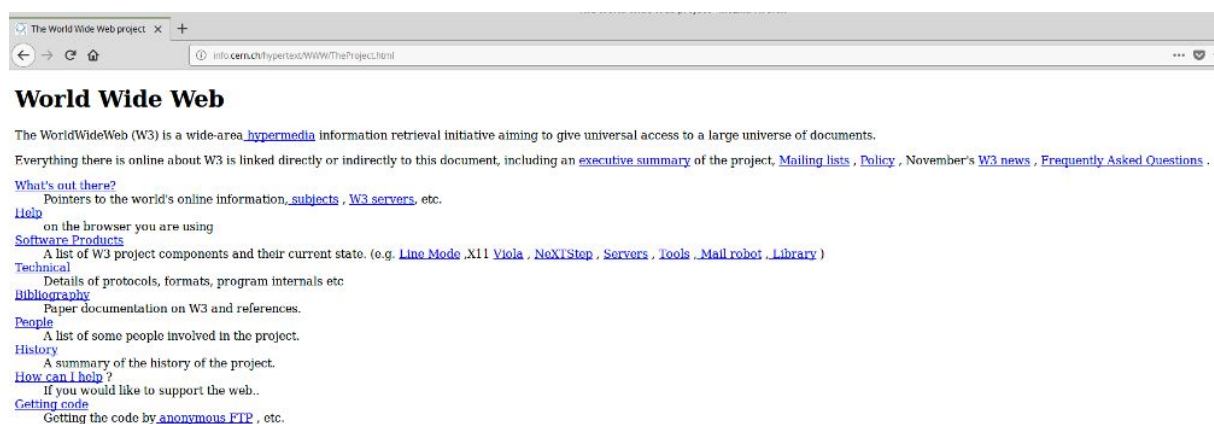 The World Wide Web project
info.cern.ch/hypertext/WWW/TheProject.html
World Wide Web
The WorldWideWeb (W3) is a wide-area hypermedia information retrieval initiative aiming to give universal access to a large universe of documents.
Everything there is online about W3 is linked directly or indirectly to this document, including an executive summary of the project, Mailing lists , Policy , November's W3 news , Frequently Asked Questions .
What's out there?
Pointers to the world's online information, subjects , W3 servers, etc.
Help
on the browser you are using
Software Products
A list of W3 project components and their current state. (e.g. Line Mode ,X11 Viola , NeXTStep , Servers , Tools , Mail robot , Library )
Technical
Details of protocols, formats, program internals etc
Bibliography
Paper documentation on W3 and references.
People
A list of some people involved in the project.
History
A summary of the history of the project.
How can I help ?
If you would like to support the web..
Getting code
Getting the code by anonymous FTP , etc.